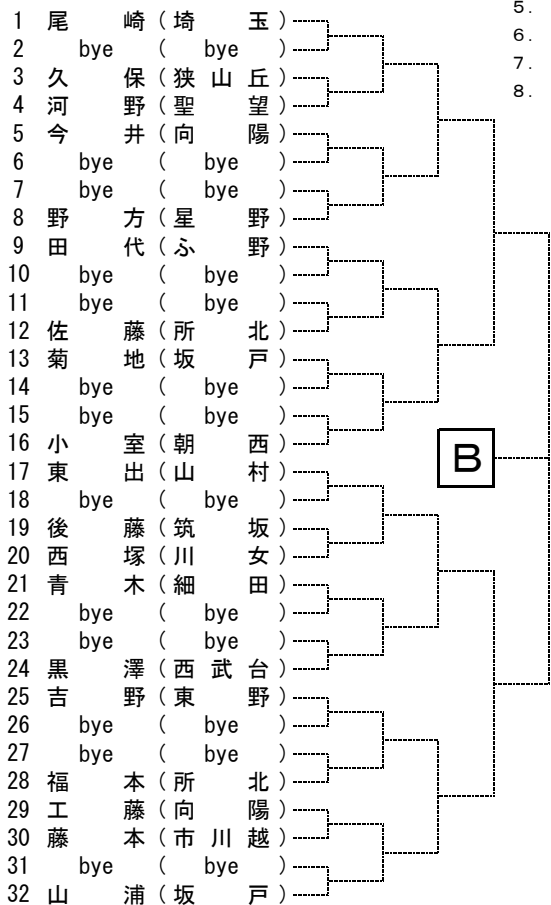 1 尾崎(埼玉)
2 bye ( bye )
3 久保(狭山丘)
4 河野(聖望)
5 今井(向陽)
6 bye ( bye )
7 bye ( bye )
8 野方(星野)
9 田代(ふ野)
10 bye ( bye )
11 bye ( bye )
12 佐藤(所北)
13 菊地(坂戸)
14 bye ( bye )
15 bye ( bye )
16 小室(朝西)
17 東出(山村)
18 bye ( bye )
19 後藤(筑坂)
20 西塚(川女)
21 青木(細田)
22 bye ( bye )
23 bye ( bye )
24 黒澤(西武台)
25 吉野(東野)
26 bye ( bye )
27 bye ( bye )
28 福本(所北)
29 工藤(向陽)
30 藤本(市川越)
31 bye ( bye )
32 山浦(坂戸)
B
5.
6.
7.
8.